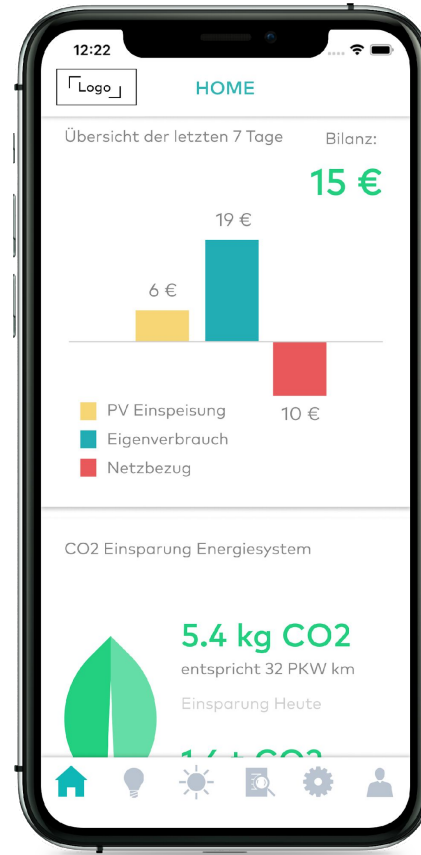 12:22
Logo
HOME
Übersicht der letzten 7 Tage
Bilanz:
15 €
19 €
6 €
10 €
PV Einspeisung
Eigenverbrauch
Netzbezug
CO2 Einsparung Energiesystem
5.4 kg CO2
entspricht 32 PKW km
Einsparung Heute